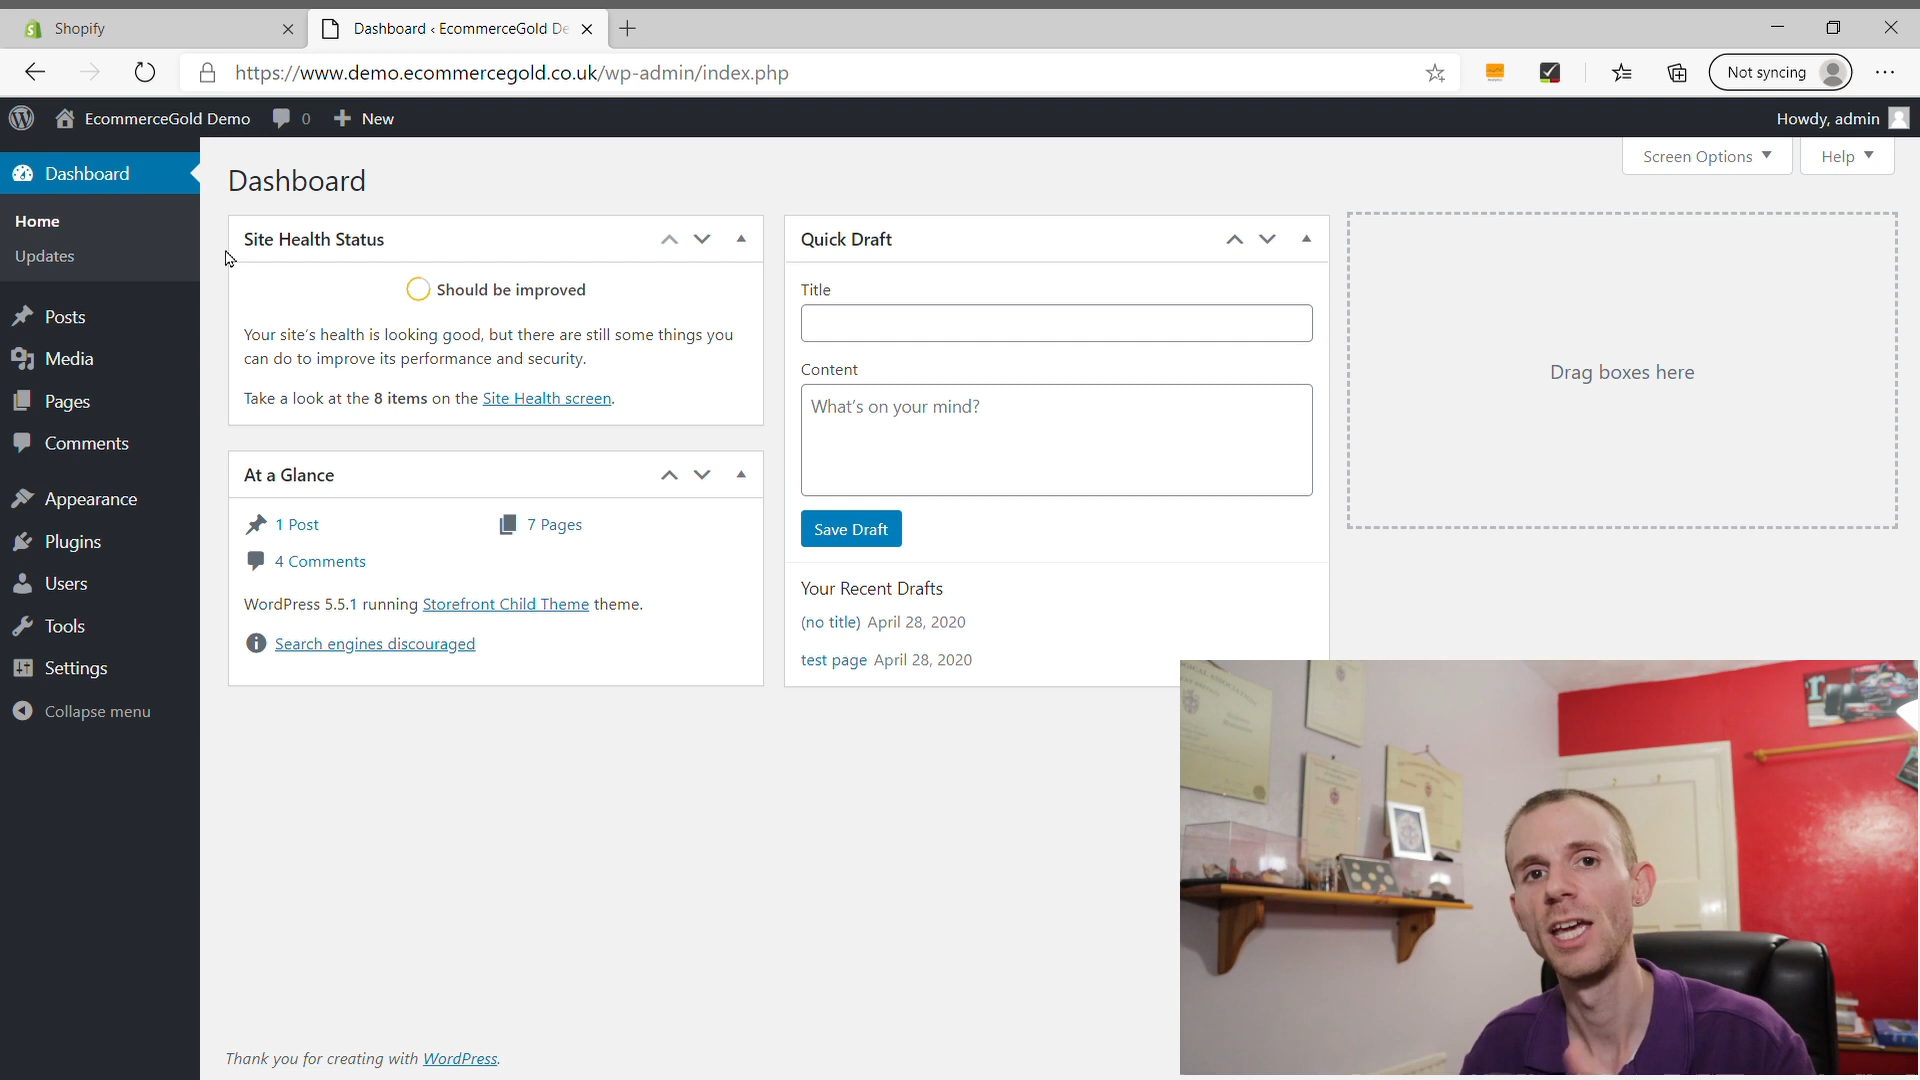 Shopify
Dashboard ‹ EcommerceGold De
https://www.demo.ecommercegold.co.uk/wp-admin/index.php
Not syncing
EcommerceGold Demo
0
New
Howdy, admin
Screen Options
Help
Dashboard
Home
Updates
Posts
Media
Pages
Comments
Appearance
Plugins
Users
Tools
Settings
Collapse menu
Dashboard
Site Health Status
Should be improved
Your site's health is looking good, but there are still some things you
can do to improve its performance and security.
Take a look at the 8 items on the Site Health screen.
At a Glance
1 Post
7 Pages
4 Comments
WordPress 5.5.1 running Storefront Child Theme theme.
Search engines discouraged
Quick Draft
Title
Content
What's on your mind?
Save Draft
Your Recent Drafts
(no title) April 28, 2020
test page April 28, 2020
Drag boxes here
Thank you for creating with WordPress.